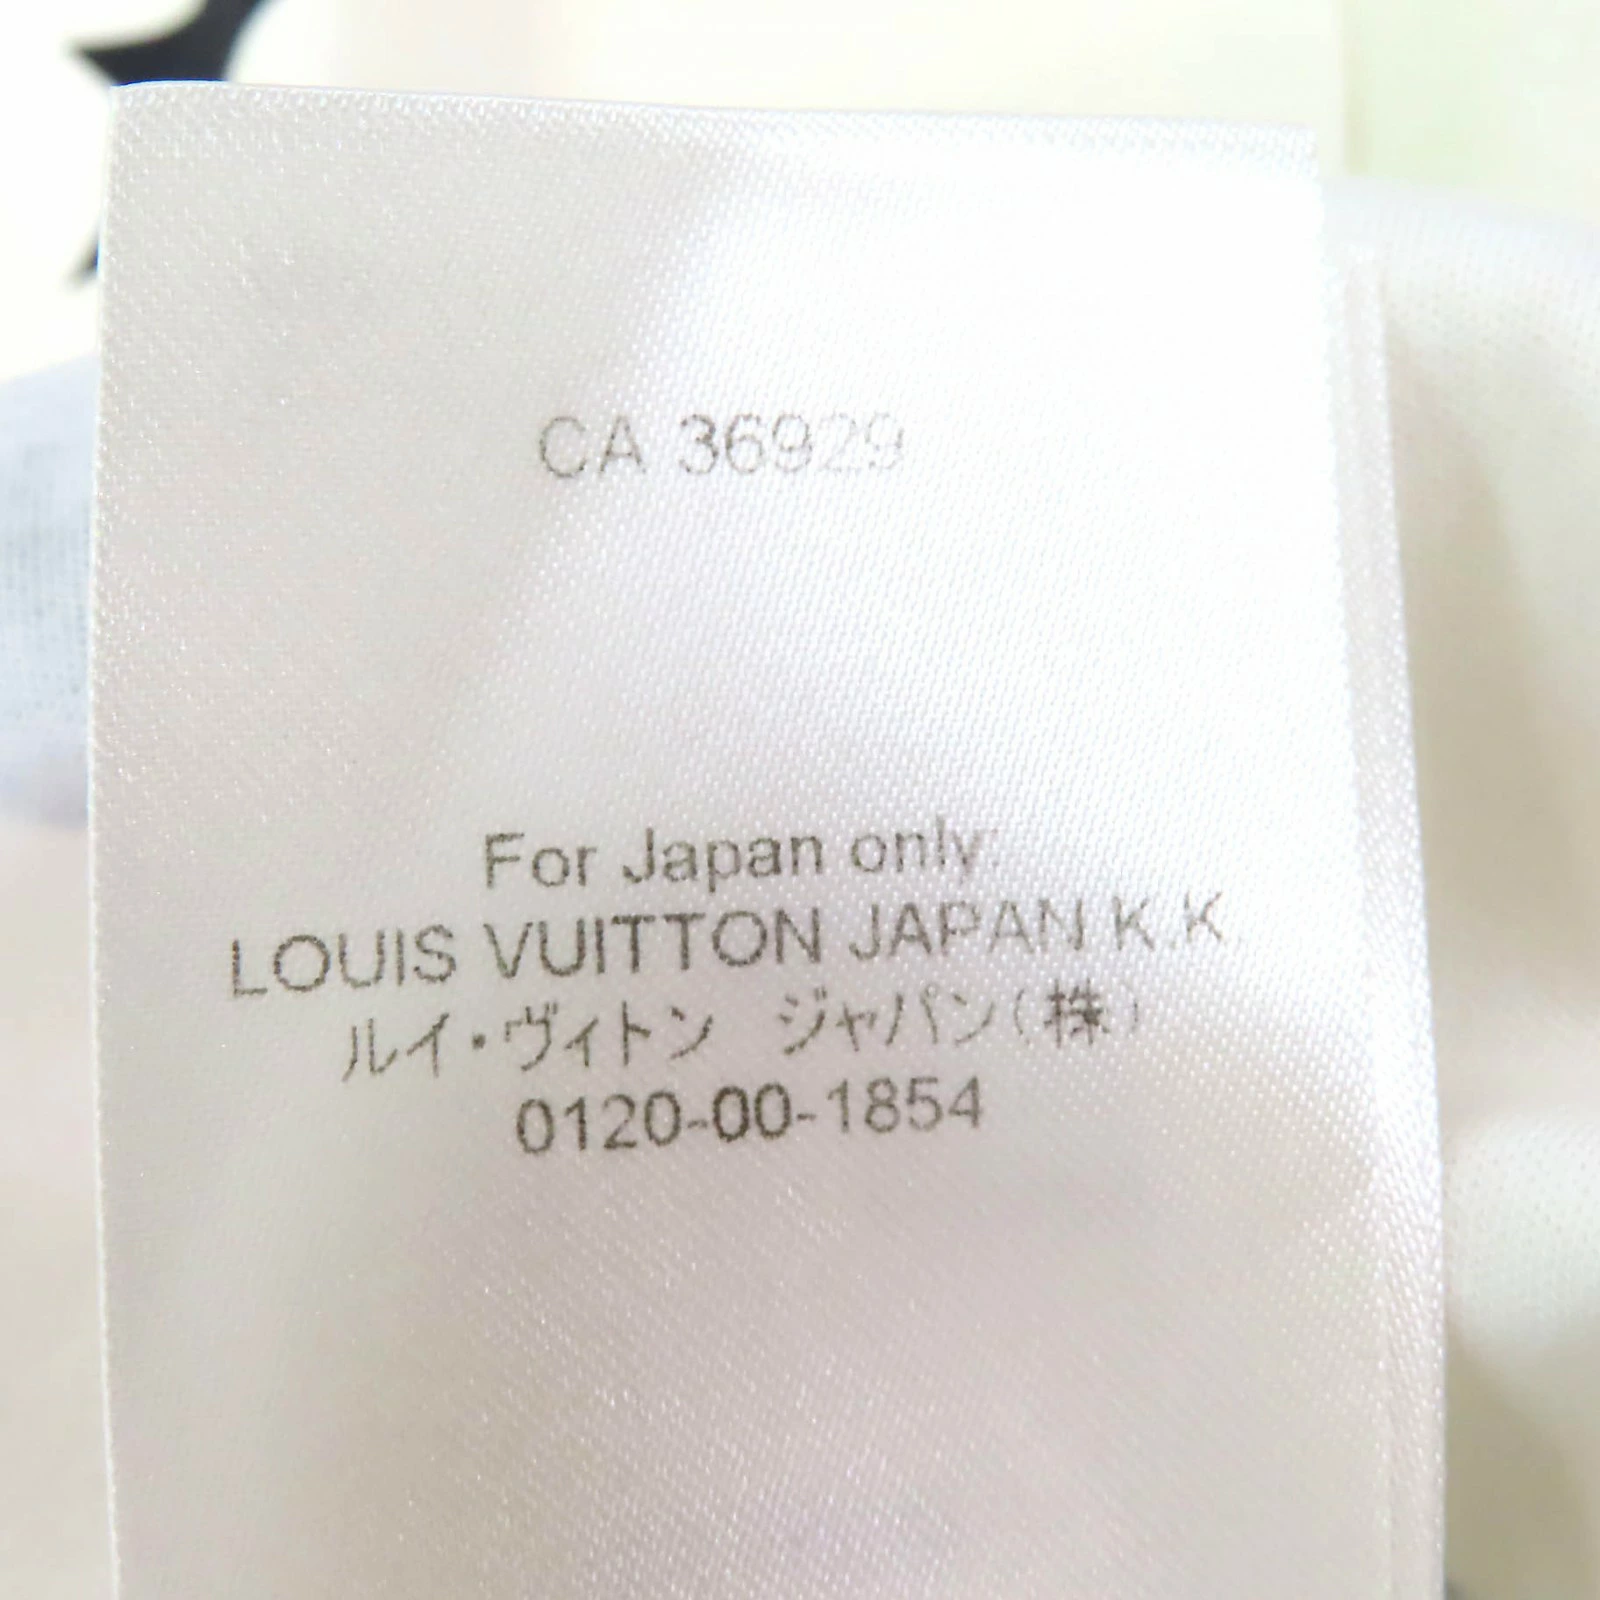 CA 36929
For Japan only:
LOUIS VUITTON JAPAN K.K.
ルイ・ヴィトン ジャパン(株)
0120-00-1854